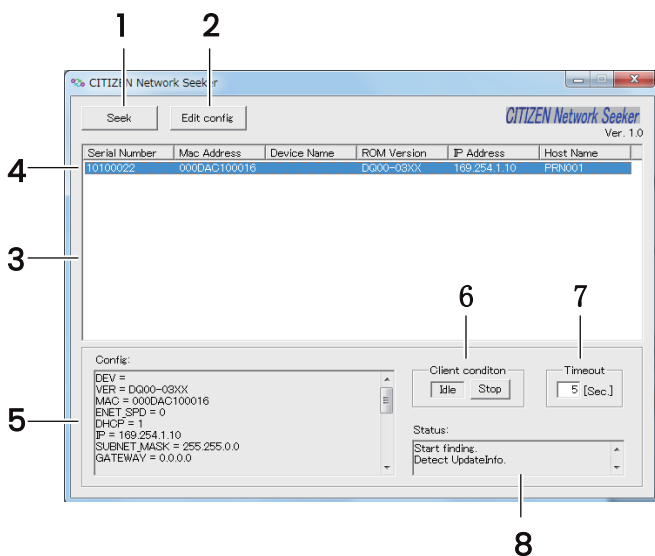 1 2
CITIZEN Network Seeker
Seek Edit config CITIZEN Network Seeker
Ver. 1.0
Serial Number Mac Address Device Name ROM Version IP Address Host Name
4
10100022 000DAC100016 DQ00-03XX 169.254.1.10 PRN001
3
6 7
Config:
Client conditon Timeout
DEV =
VER = DQ00-03XX
Idle Stop 5 [Sec.]
MAC = 000DAC100016
ENET_SPD = 0
5
DHCP = 1
IP = 169.254.1.10
SUBNET_MASK = 255.255.0.0
GATEWAY = 0.0.0.0
Status:
Start finding.
Detect UpdateInfo.
8